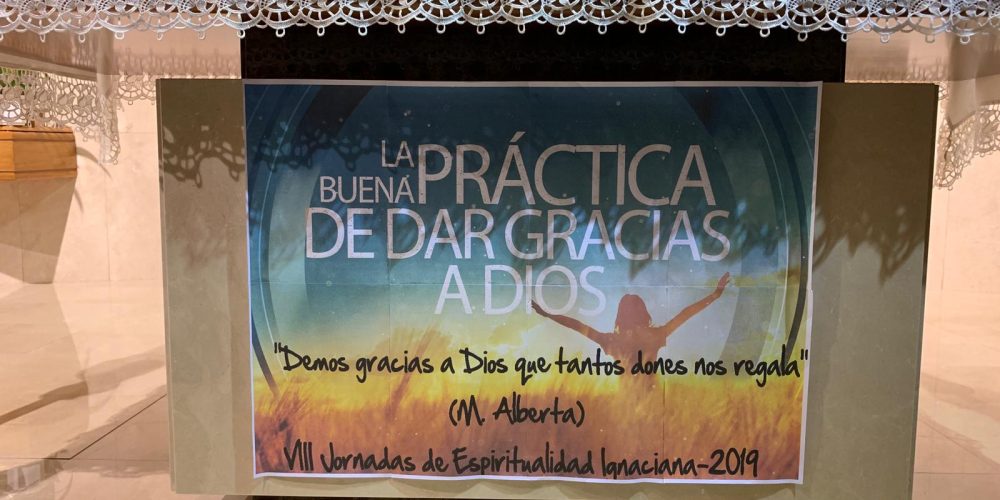 LA
BUENA PRÁCTICA
DE DAR GRACIAS
A DIOS
"Demos gracias a Dios que tantos dones nos regala"
(M. Alberta)
VIII Jornadas de Espiritualidad Ignaciana-2019